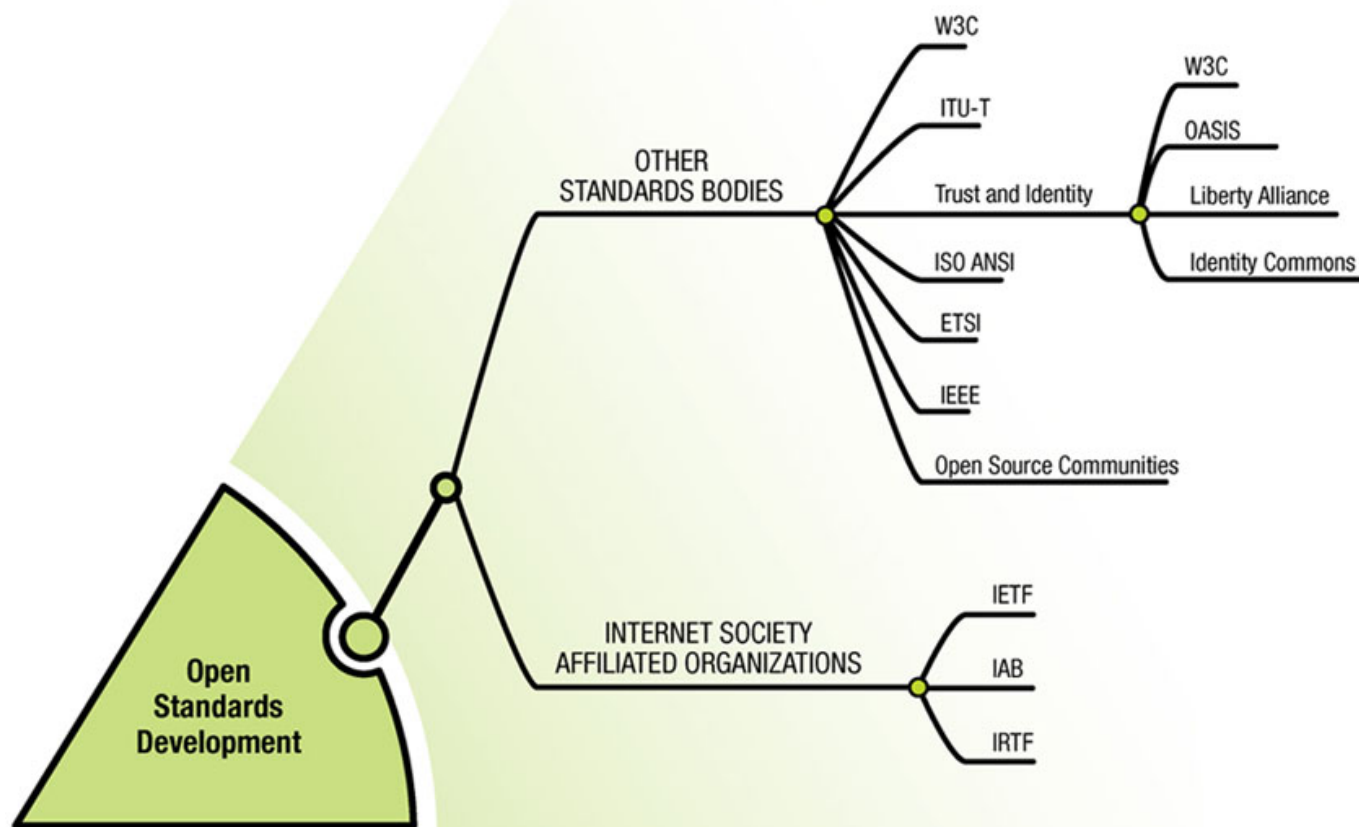 W3C
ITU-T
OTHER
STANDARDS BODIES
Trust and Identity
ISO ANSI
ETSI
IEEE
Open Source Communities
W3C
OASIS
Liberty Alliance
Identity Commons
INTERNET SOCIETY
AFFILIATED ORGANIZATIONS
IETF
IAB
IRTF
Open
Standards
Development